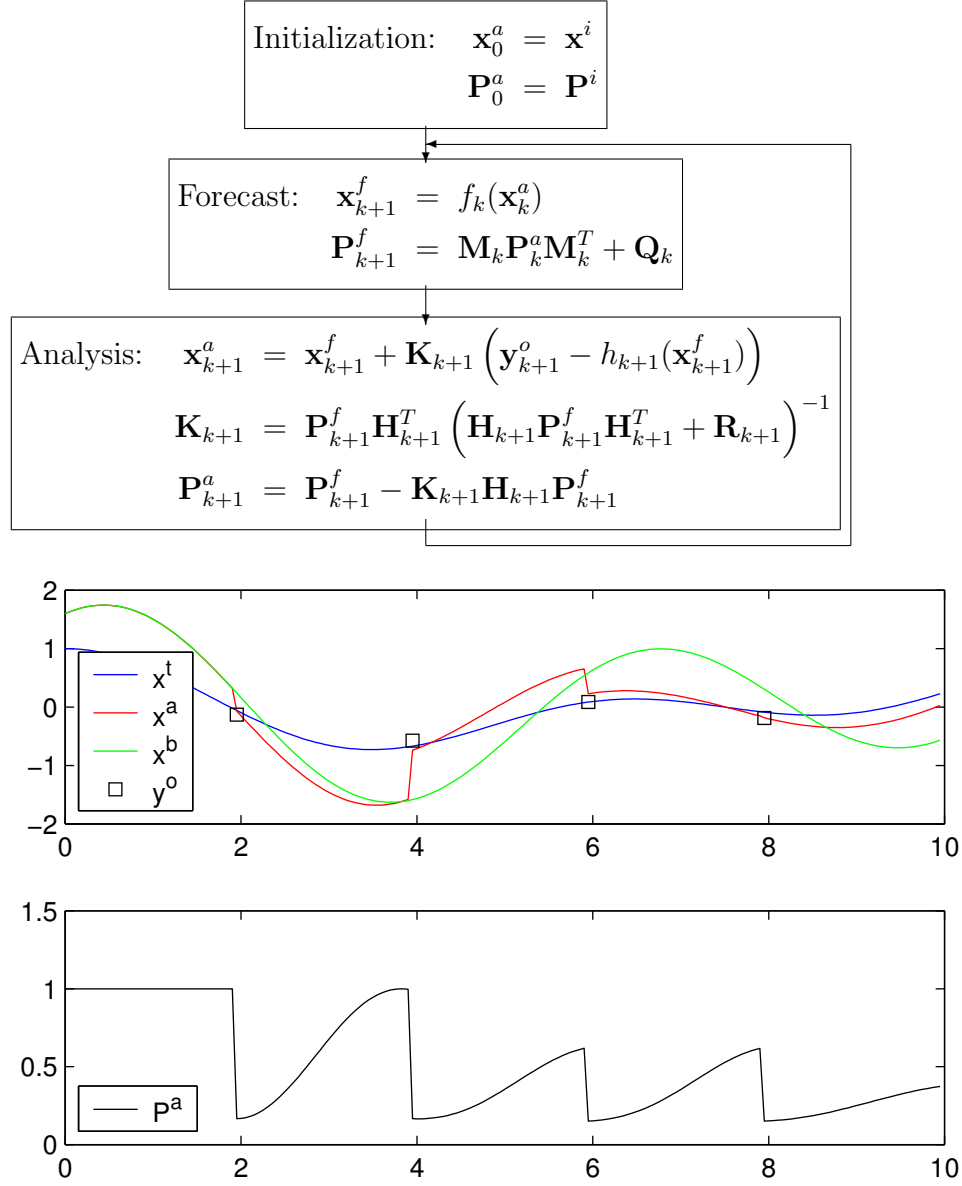 Initialization: x_0^a = x^i
P_0^a = P^i
Forecast: x_{k+1}^f = f_k(x_k^a)
P_{k+1}^f = M_k P_k^a M_k^T + Q_k
Analysis: x_{k+1}^a = x_{k+1}^f + K_{k+1} (y_{k+1}^o − h_{k+1}(x_{k+1}^f))
K_{k+1} = P_{k+1}^f H_{k+1}^T (H_{k+1} P_{k+1}^f H_{k+1}^T + R_{k+1})^{−1}
P_{k+1}^a = P_{k+1}^f − K_{k+1} H_{k+1} P_{k+1}^f
2
1
0
−1
−2
x^t
x^a
x^b
y^o
0 2 4 6 8 10
1.5
1
0.5
0
P^a
0 2 4 6 8 10